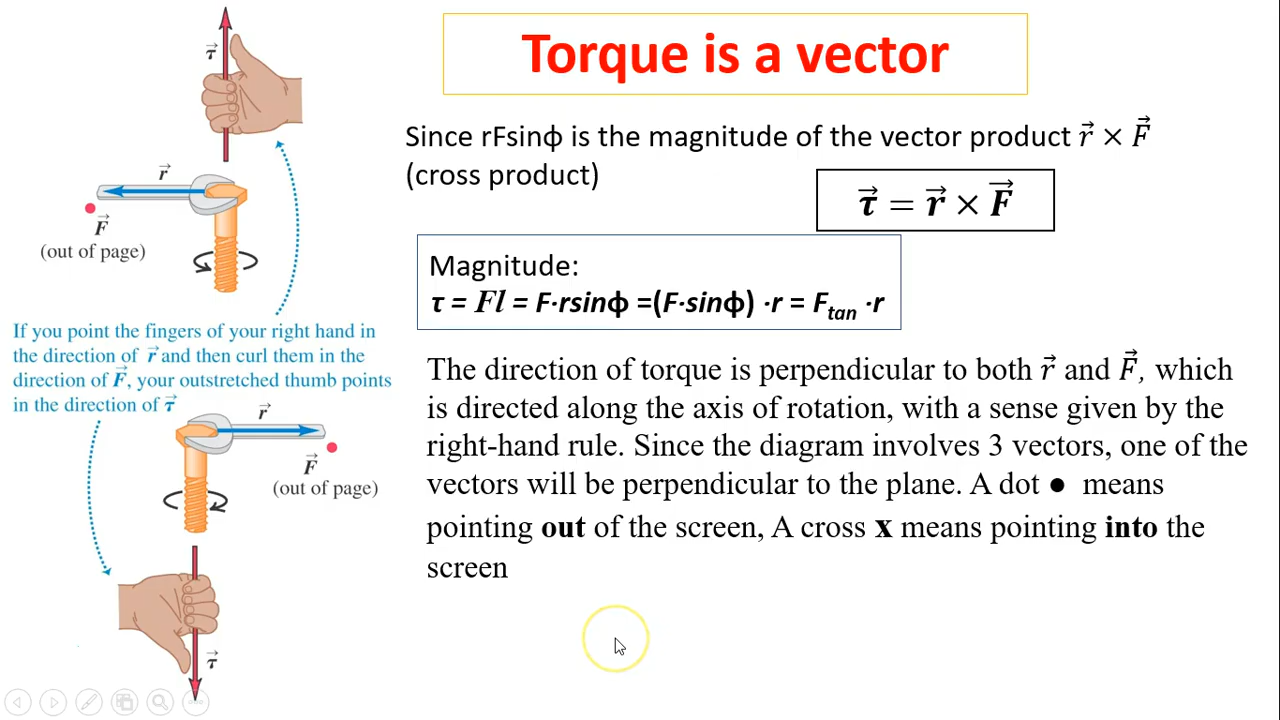 Torque is a vector
Since rFsinϕ is the magnitude of the vector product r⃗ × F⃗
(cross product)
τ⃗ = r⃗ × F⃗
Magnitude:
τ = Fl = F·rsinϕ =(F·sinϕ) ·r = Ftan ·r
The direction of torque is perpendicular to both r⃗ and F⃗, which
is directed along the axis of rotation, with a sense given by the
right-hand rule. Since the diagram involves 3 vectors, one of the
vectors will be perpendicular to the plane. A dot ● means
pointing out of the screen, A cross x means pointing into the
screen
τ⃗
r⃗
F⃗
(out of page)
If you point the fingers of your right hand in
the direction of r⃗ and then curl them in the
direction of F⃗, your outstretched thumb points
in the direction of τ⃗
r⃗
F⃗
(out of page)
τ⃗